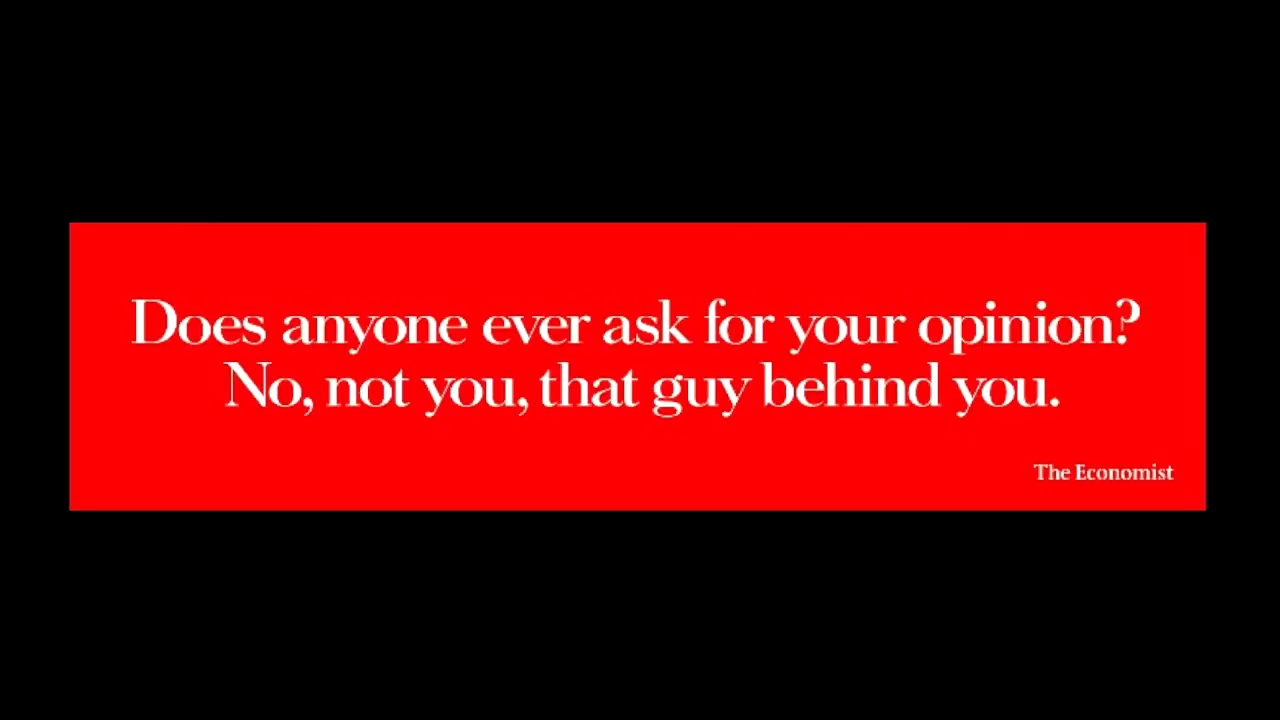 Does anyone ever ask for your opinion?
No, not you, that guy behind you.
The Economist